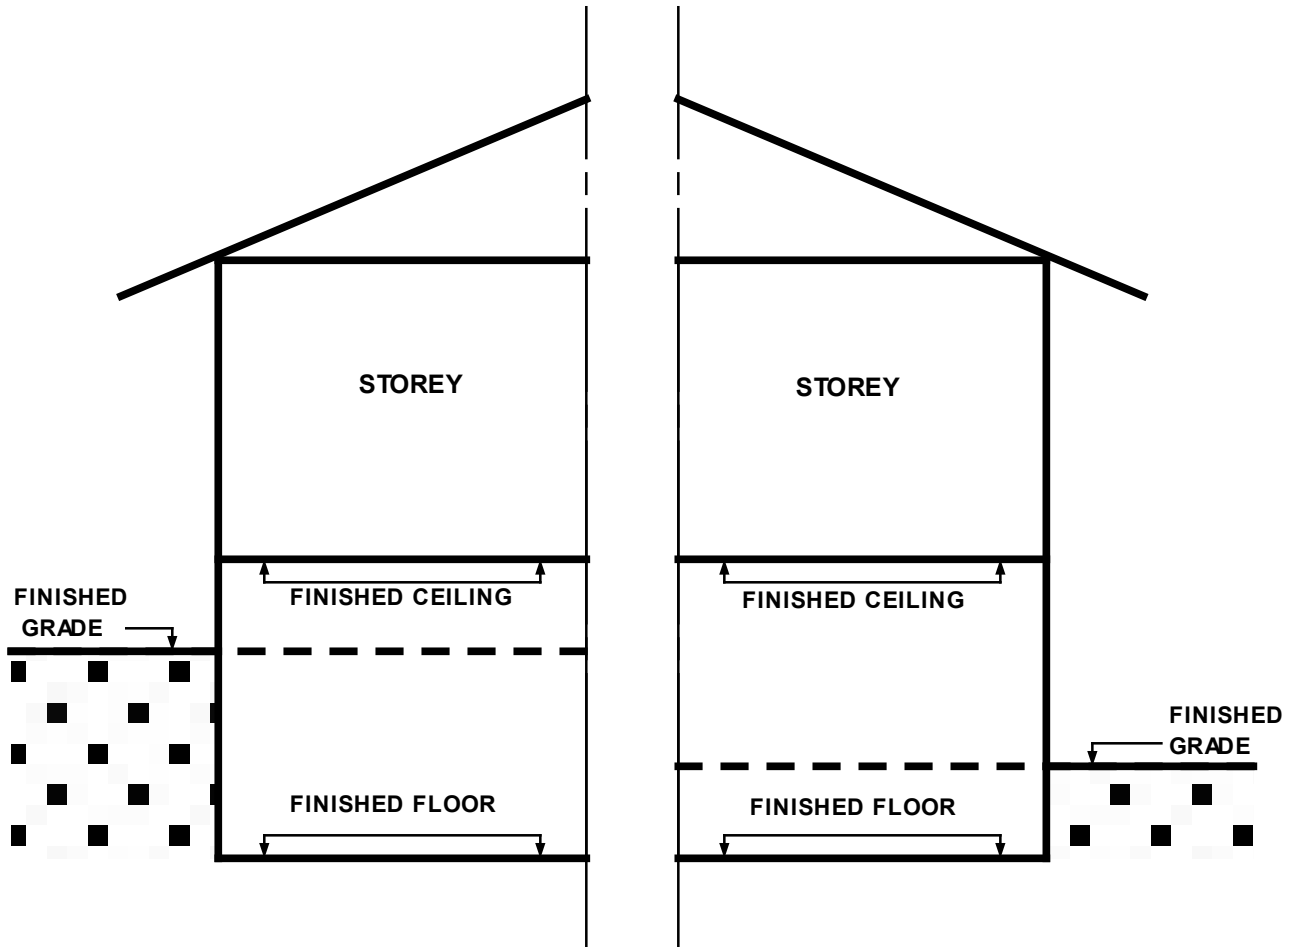 STOREY
STOREY
FINISHED CEILING
FINISHED CEILING
FINISHED
GRADE
FINISHED
GRADE
FINISHED FLOOR
FINISHED FLOOR